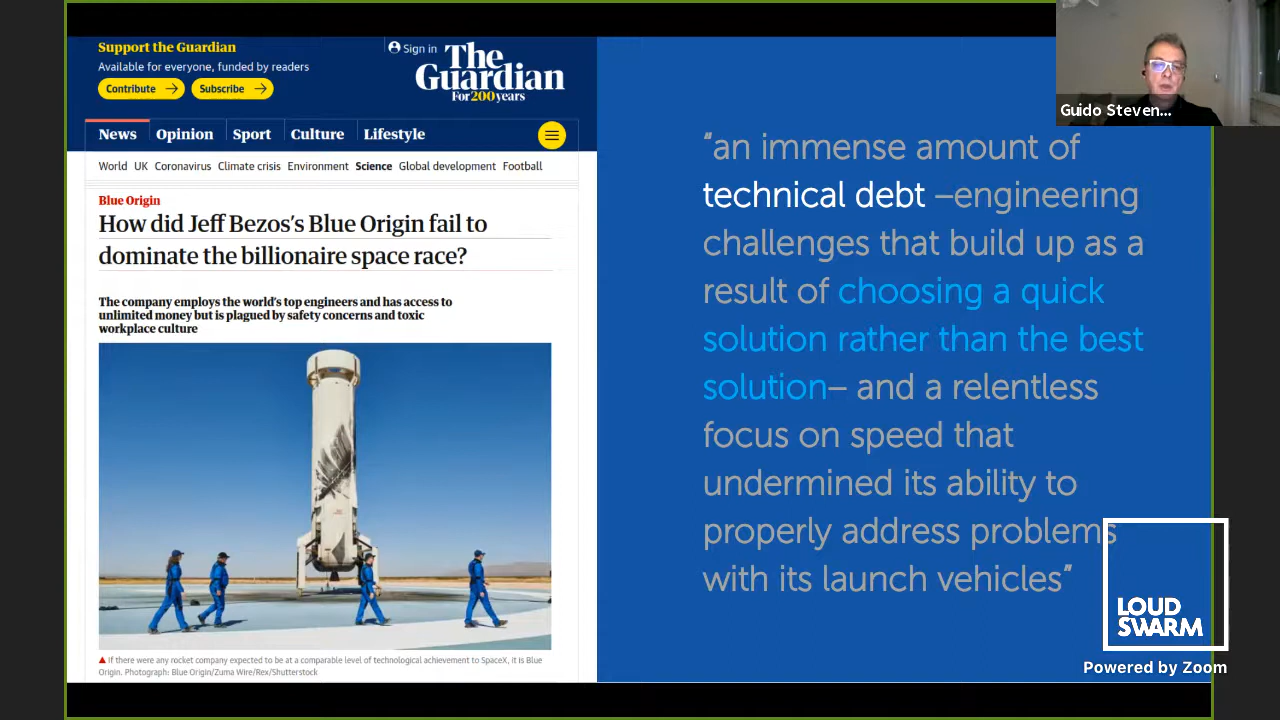 Support the Guardian
Available for everyone, funded by readers
Contribute
Subscribe
Sign in
The
Guardian
For 200 years
News
Opinion
Sport
Culture
Lifestyle
World UK Coronavirus Climate crisis Environment Science Global development Football
Blue Origin
How did Jeff Bezos's Blue Origin fail to
dominate the billionaire space race?
The company employs the world's top engineers and has access to
unlimited money but is plagued by safety concerns and toxic
workplace culture
If there were any rocket company expected to be at a comparable level of technological achievement to SpaceX, it is Blue
Origin. Photograph: Blue Origin/Zuma Wire/Rex/Shutterstock
“an immense amount of
technical debt –engineering
challenges that build up as a
result of choosing a quick
solution rather than the best
solution– and a relentless
focus on speed that
undermined its ability to
properly address problems
with its launch vehicles”
Guido Steven...
LOUD
SWARM
Powered by Zoom